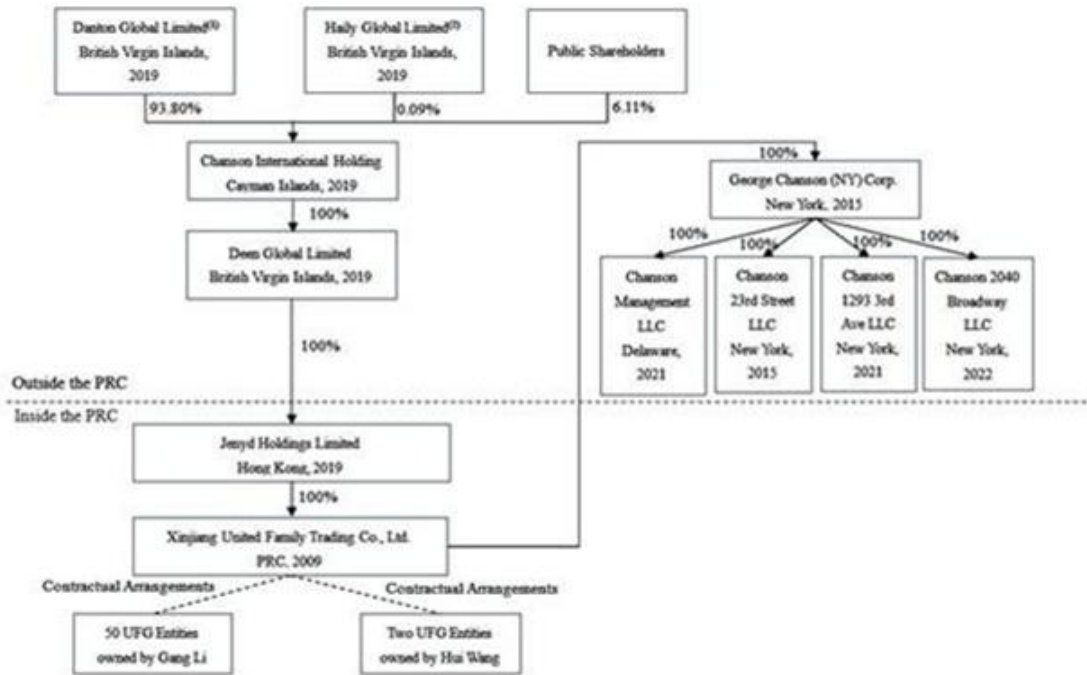 Danton Global Limited(1)
British Virgin Islands,
2019
Haily Global Limited(2)
British Virgin Islands,
2019
Public Shareholders
93.80%
0.09%
6.11%
Chanson International Holding
Cayman Islands, 2019
100%
George Chanson (NY) Corp.
New York, 2015
100%
Deen Global Limited
British Virgin Islands, 2019
100%
100%
100%
100%
Chanson
Management
LLC
Delaware,
2021
Chanson
23rd Street
LLC
New York,
2015
Chanson
1293 3rd
Ave LLC
New York,
2021
Chanson 2040
Broadway
LLC
New York,
2022
100%
Outside the PRC
Inside the PRC
Jenyd Holdings Limited
Hong Kong, 2019
100%
Xinjiang United Family Trading Co., Ltd.
PRC, 2009
Contractual Arrangements
Contractual Arrangements
50 UFG Entities
owned by Gang Li
Two UFG Entities
owned by Hui Wang